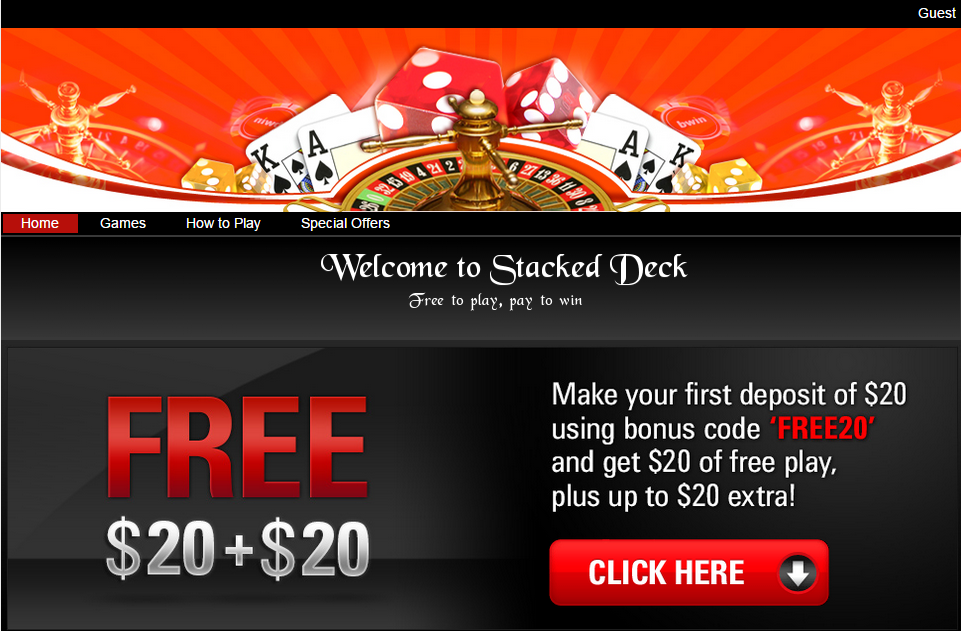 Guest
K A
A K
bwin
Home Games How to Play Special Offers
Welcome to Stacked Deck
Free to play, pay to win
FREE
$20+$20
Make your first deposit of $20
using bonus code ‘FREE20’
and get $20 of free play,
plus up to $20 extra!
CLICK HERE